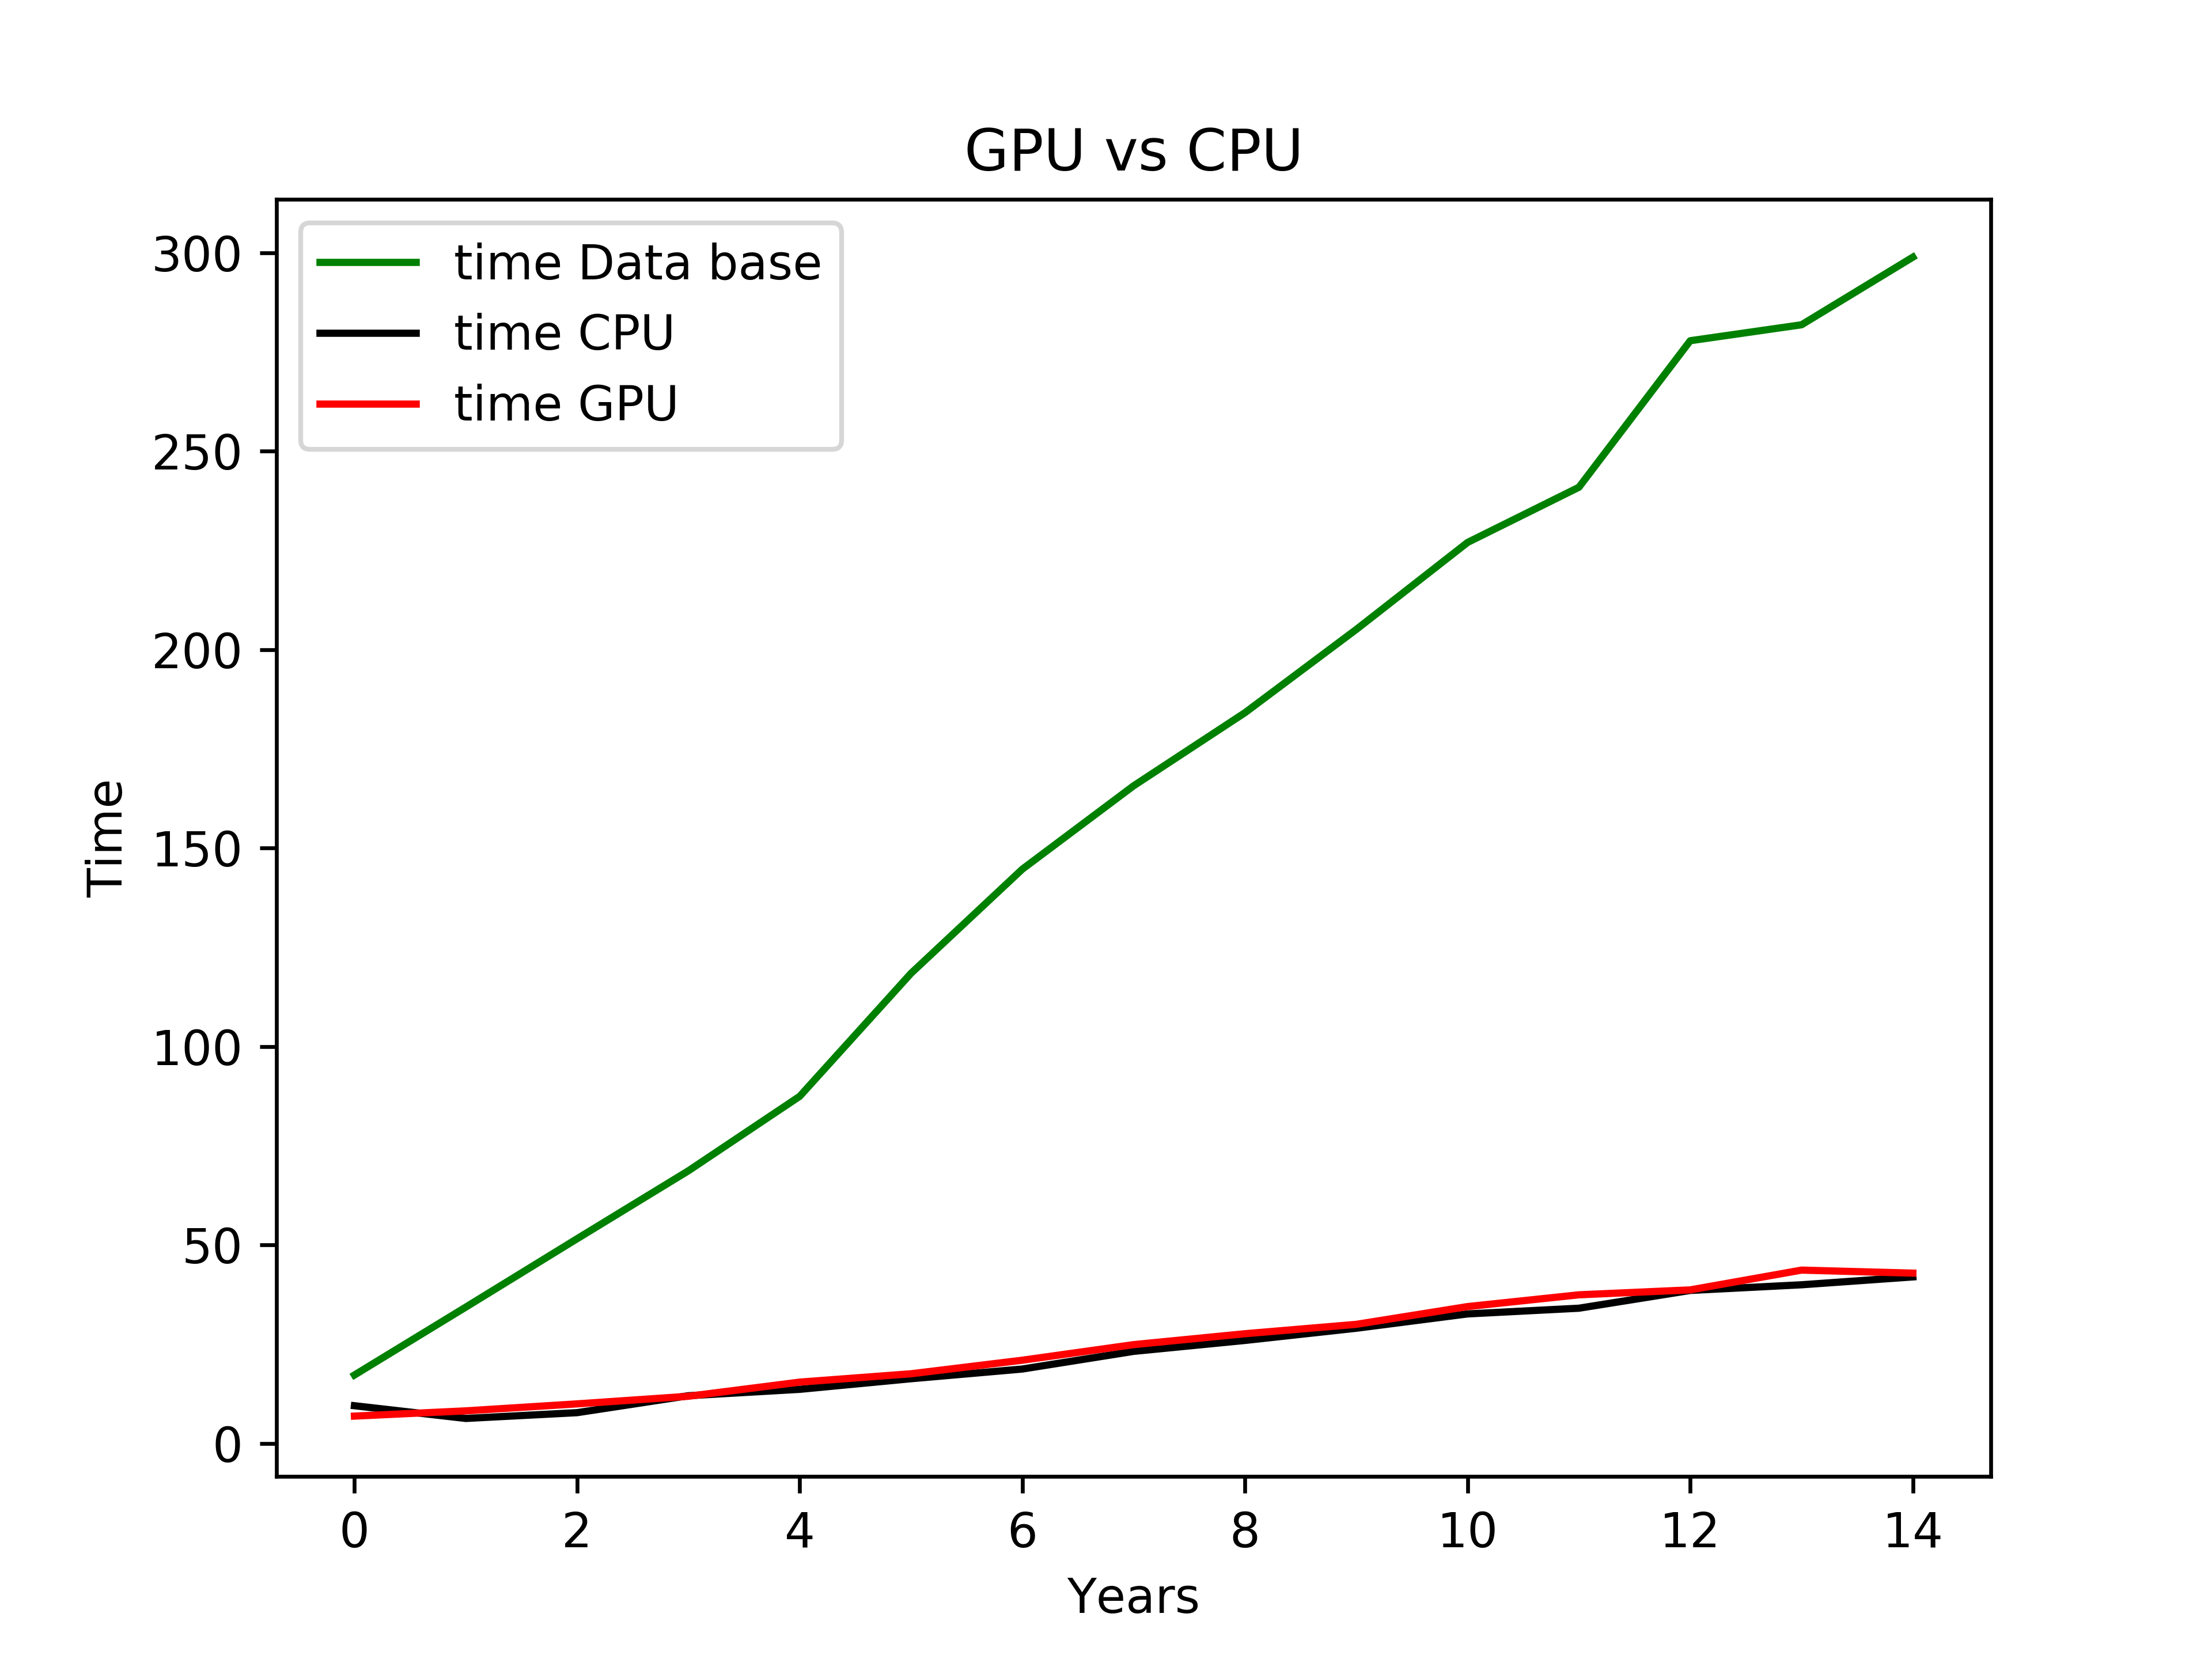 GPU vs CPU
time Data base
time CPU
time GPU
300
250
200
150
100
50
0
Time
0 2 4 6 8 10 12 14
Years